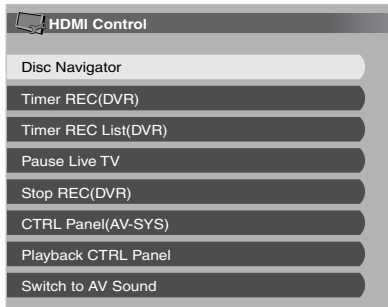 HDMI Control
Disc Navigator
Timer REC(DVR)
Timer REC List(DVR)
Pause Live TV
Stop REC(DVR)
CTRL Panel(AV-SYS)
Playback CTRL Panel
Switch to AV Sound